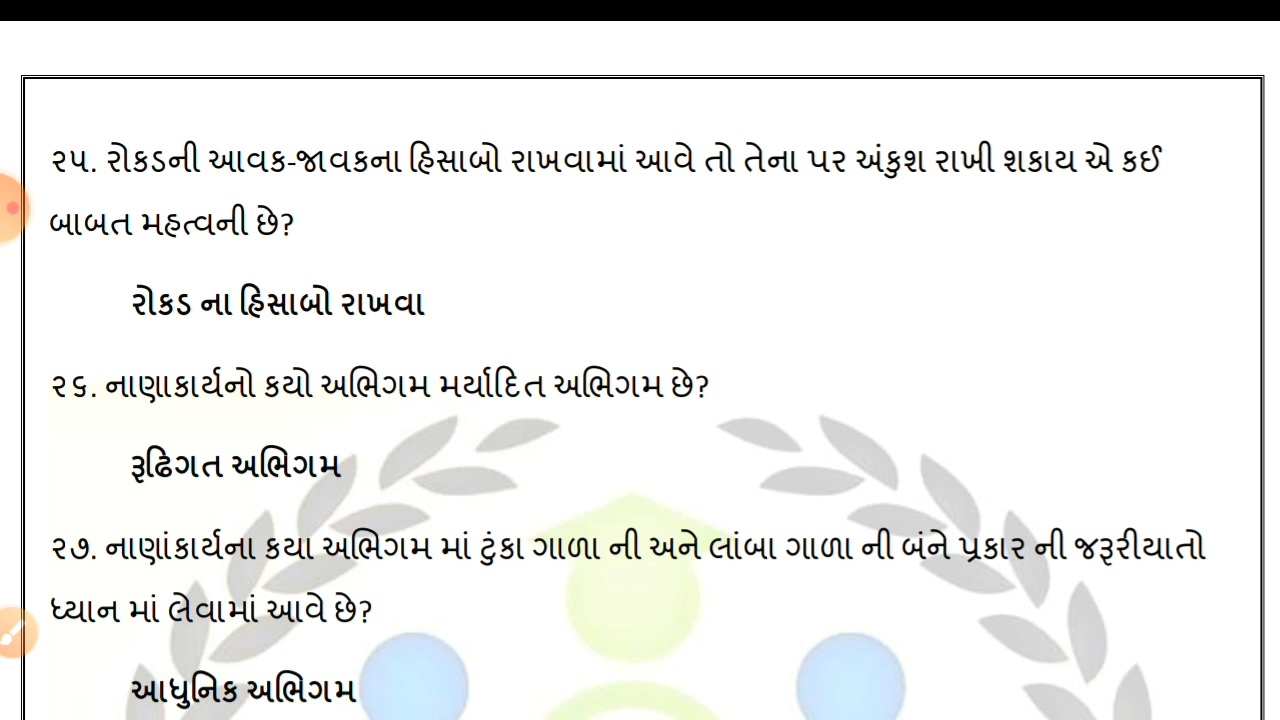 ૨૫. રોકડની આવક-જાવકના હિસાબો રાખવામાં આવે તો તેના પર અંકુશ રાખી શકાય એ કઈ
બાબત મહત્વની છે?
રોકડ ના હિસાબો રાખવા
૨૬. નાણાકાર્યનો કયો અભિગમ મર્યાદિત અભિગમ છે?
રૂઢિગત અભિગમ
૨૭. નાણાંકાર્યના કયા અભિગમ માં ટુંકા ગાળા ની અને લાંબા ગાળા ની બંને પ્રકાર ની જરૂરીયાતો
ધ્યાન માં લેવામાં આવે છે?
આધુનિક અભિગમ